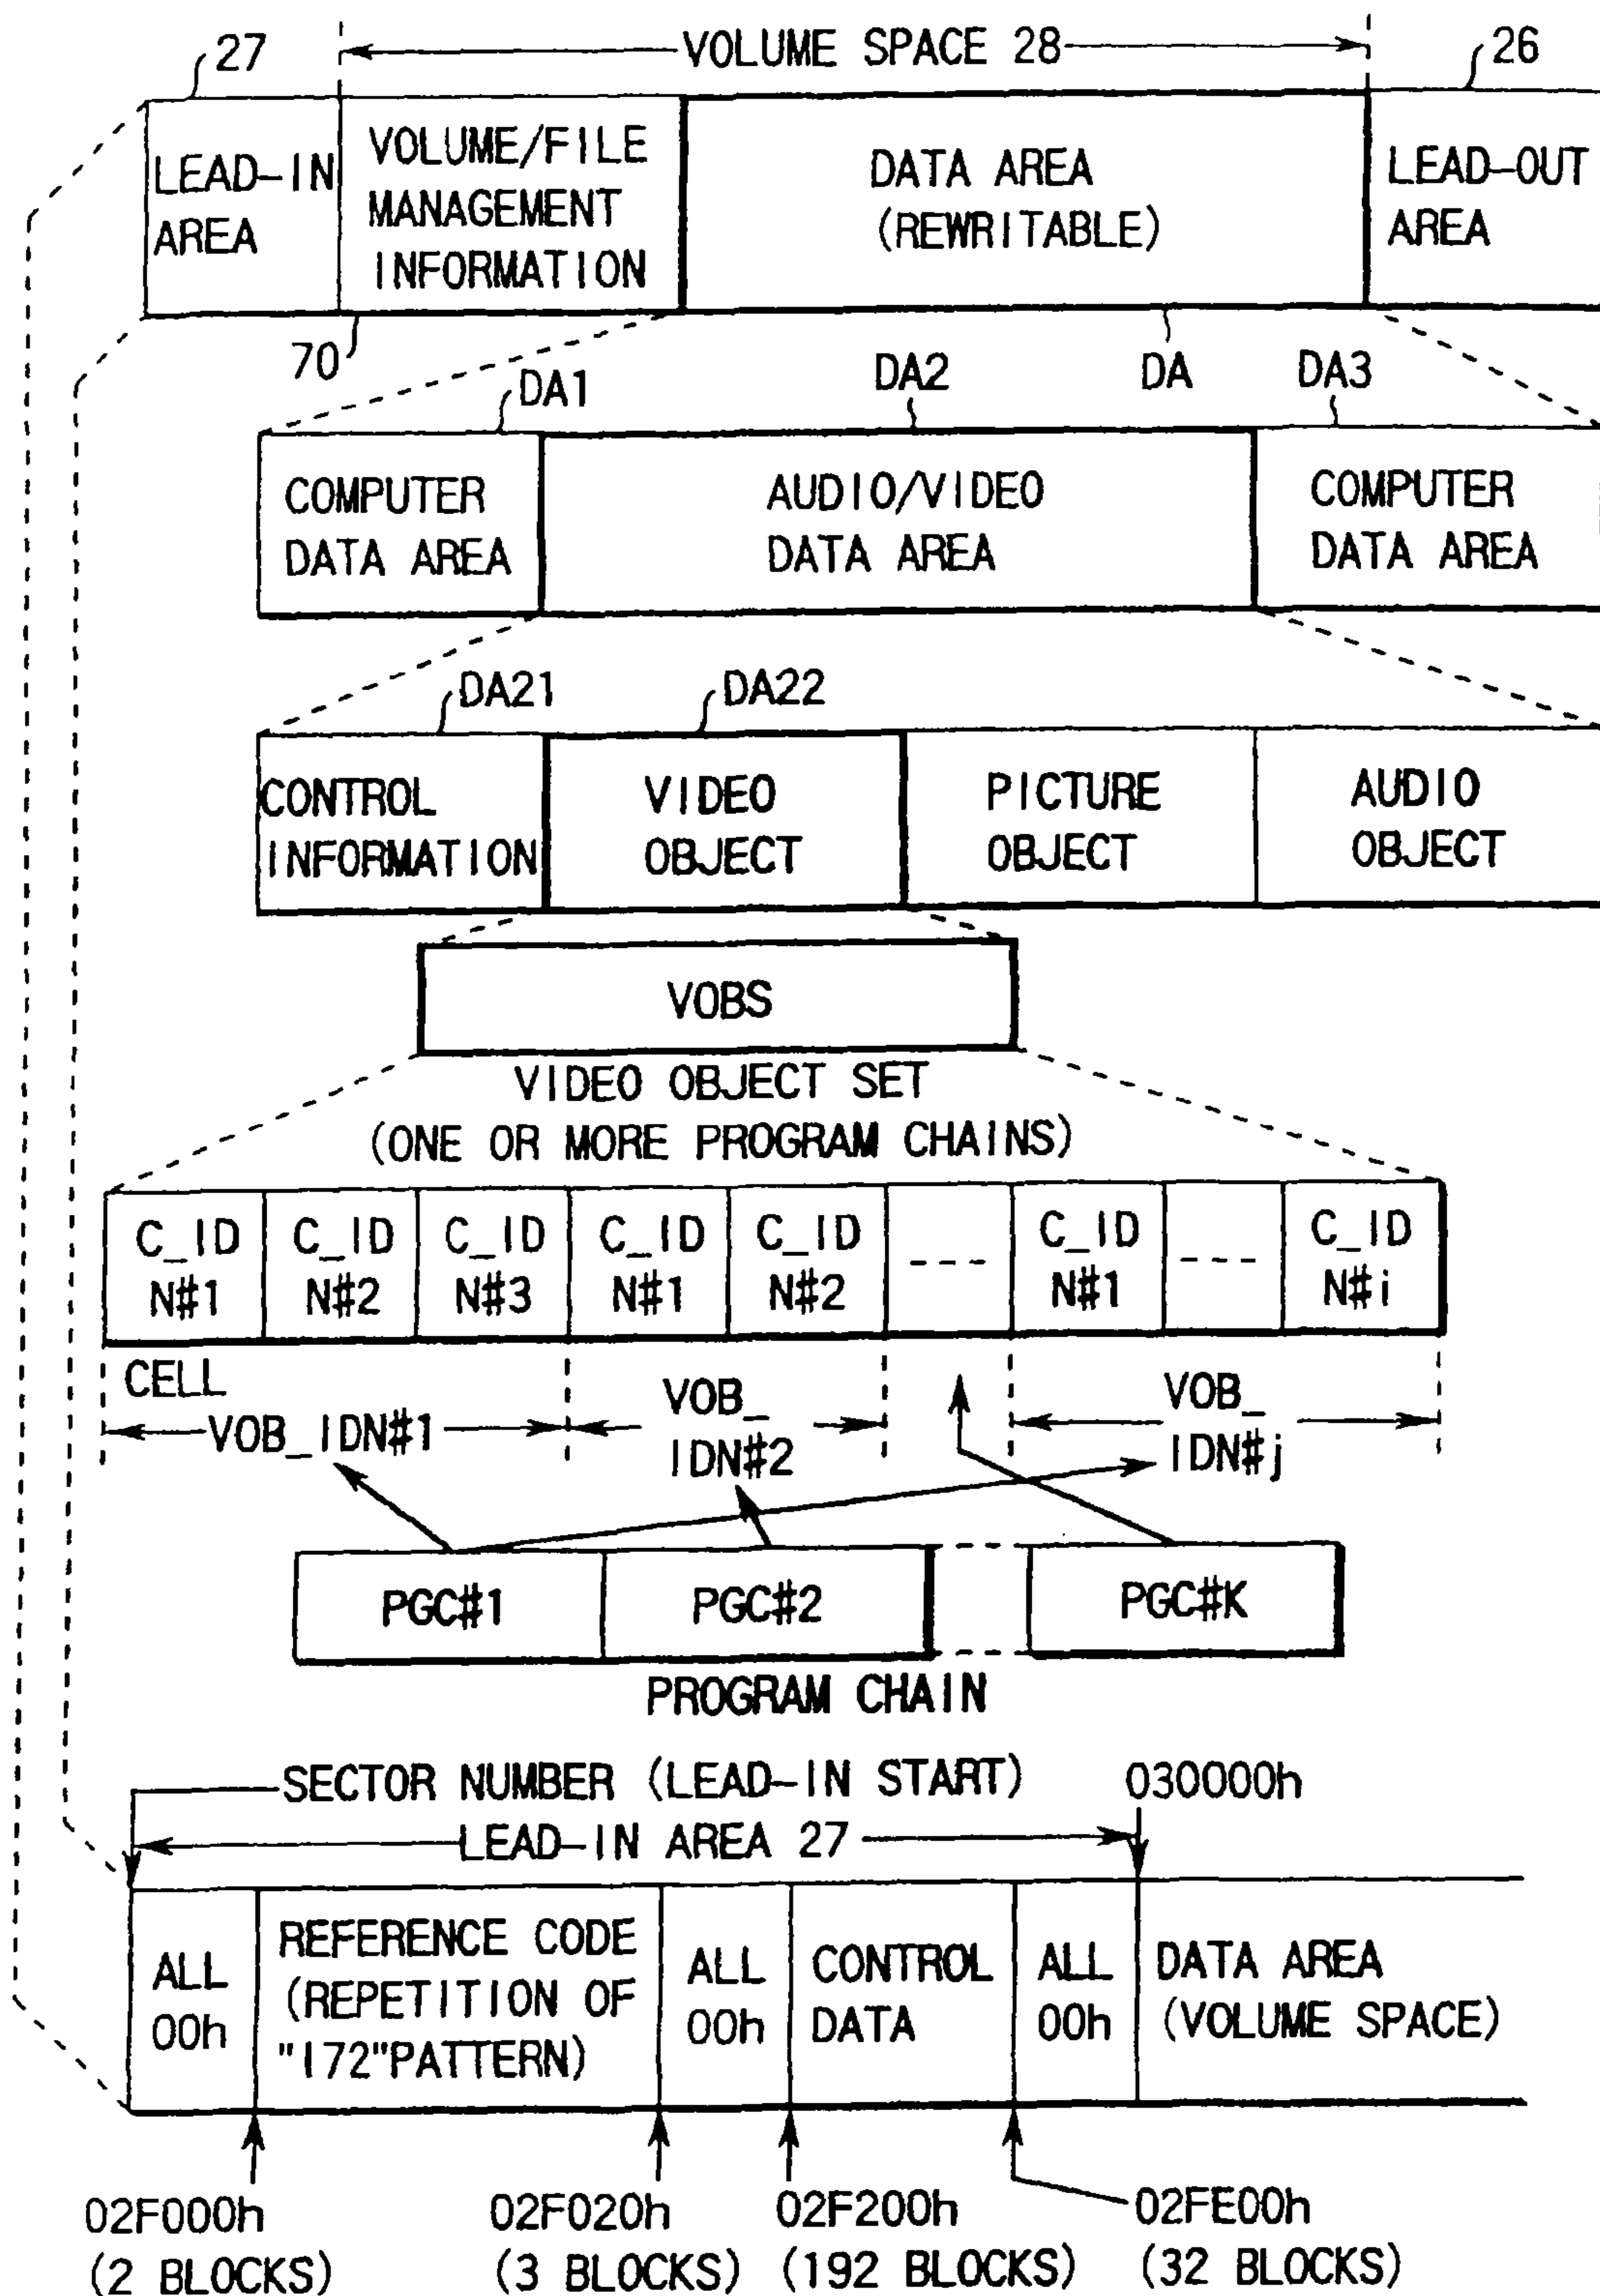 27
VOLUME SPACE 28
26
LEAD-IN
AREA
VOLUME/FILE
MANAGEMENT
INFORMATION
DATA AREA
(REWRITABLE)
LEAD-OUT
AREA
70
DA1
DA2
DA
DA3
COMPUTER
DATA AREA
AUDIO/VIDEO
DATA AREA
COMPUTER
DATA AREA
DA21
DA22
CONTROL
INFORMATION
VIDEO
OBJECT
PICTURE
OBJECT
AUDIO
OBJECT
VOBS
VIDEO OBJECT SET
(ONE OR MORE PROGRAM CHAINS)
C_ID
N#1
C_ID
N#2
C_ID
N#3
C_ID
N#1
C_ID
N#2
----
C_ID
N#1
----
C_ID
N#i
CELL
VOB_IDN#1
VOB_
IDN#2
VOB_
IDN#j
PGC#1
PGC#2
PGC#K
PROGRAM CHAIN
SECTOR NUMBER (LEAD-IN START)
030000h
LEAD-IN AREA 27
ALL
00h
REFERENCE CODE
(REPETITION OF
"172"PATTERN)
ALL
00h
CONTROL
DATA
ALL
00h
DATA AREA
(VOLUME SPACE)
02F000h
(2 BLOCKS)
02F020h
(3 BLOCKS)
02F200h
(192 BLOCKS)
02FE00h
(32 BLOCKS)